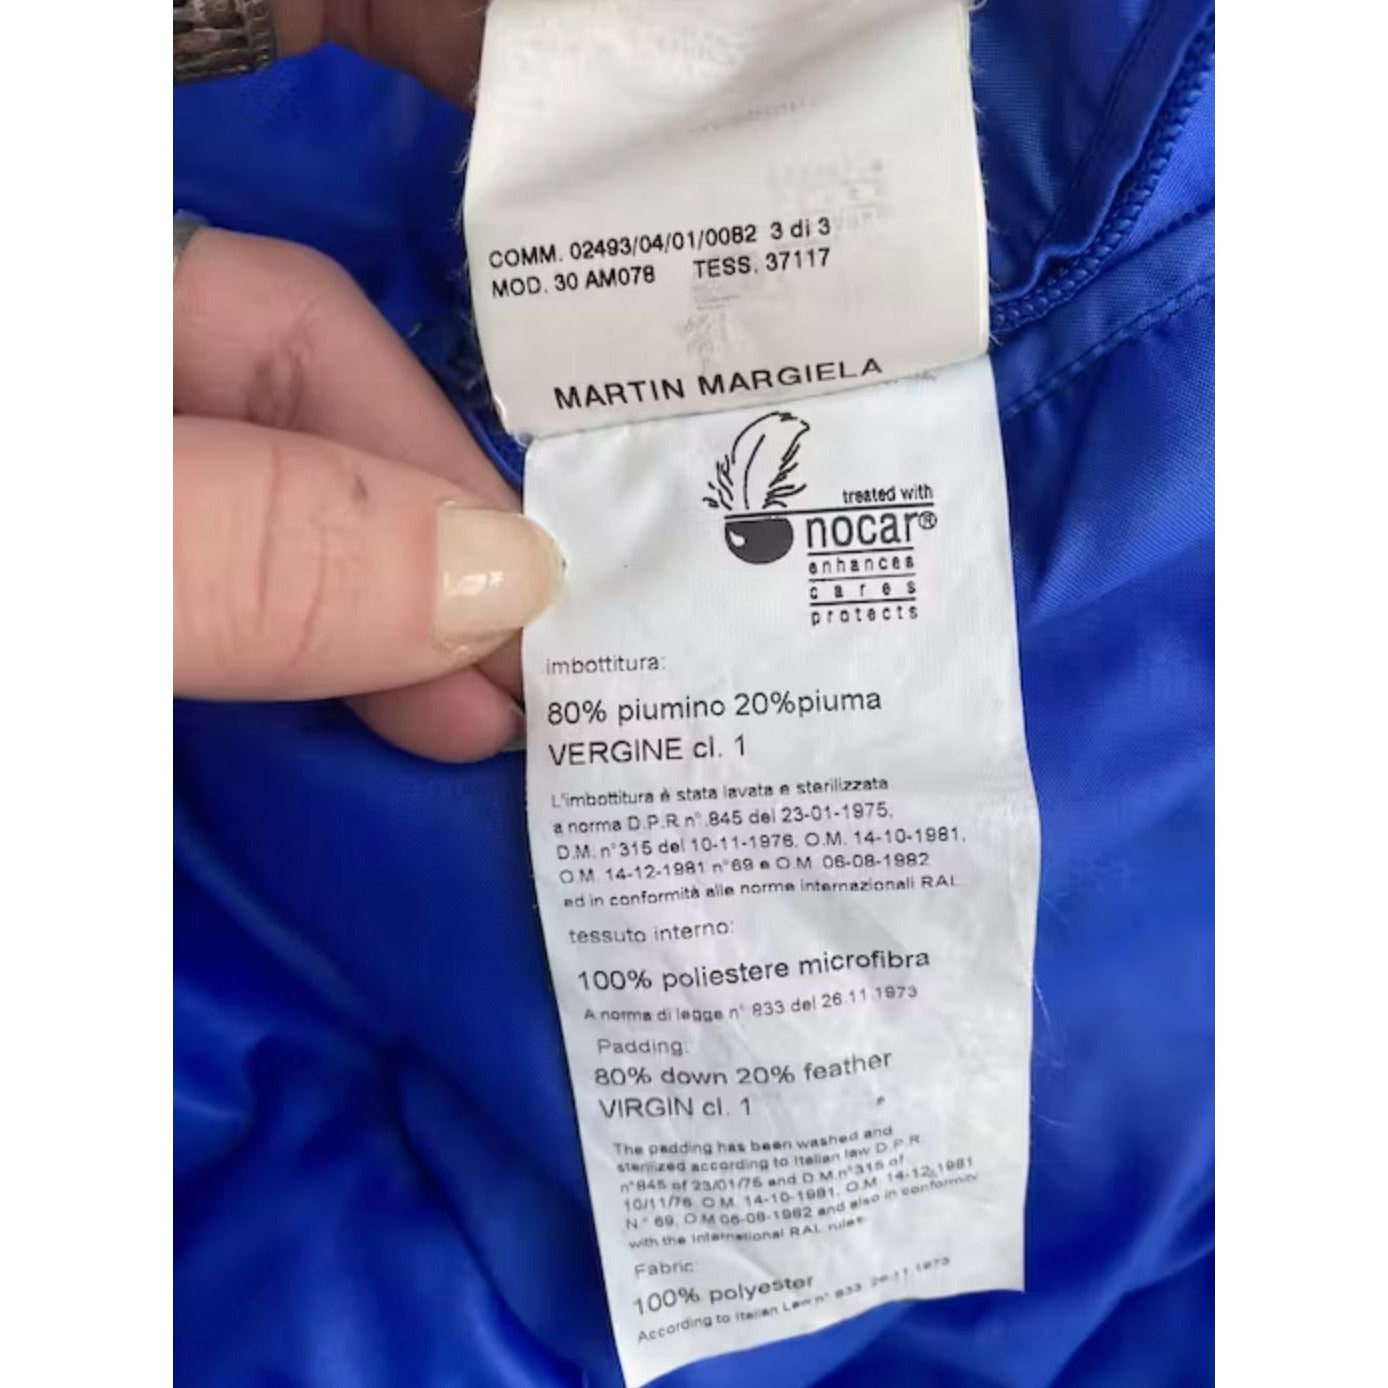 COMM. 02493/04/01/0082 3 di 3
MOD. 30 AM078 TESS. 37117
MARTIN MARGIELA
treated with
nocar®
enhances
cares
protects
imbottitura:
80% piumino 20%piuma
VERGINE cl. 1
L'imbottitura è stata lavata e sterilizzata
a norma D.P.R n°.845 del 23-01-1975,
D.M. n°315 del 10-11-1976, O.M. 14-10-1981,
O.M. 14-12-1981 n°69 e O.M 06-08-1982
ed in conformità alle norme internazionali RAL
tessuto interno:
100% poliestere microfibra
A norma di legge n° 833 del 26.11.1973
Padding:
80% down 20% feather
VIRGIN cl. 1
The padding has been washed and
sterilized according to Italian law D.P.R.
n°845 of 23/01/75 and D.M.n°315 of
10/11/76 O.M. 14-10-1981, O.M. 14-12-1981
N.° 69, O.M 06-08-1982 and also in conformity
with the International RAL rules
Fabric:
100% polyester
According to Italian Law n° 833 26-11-1973